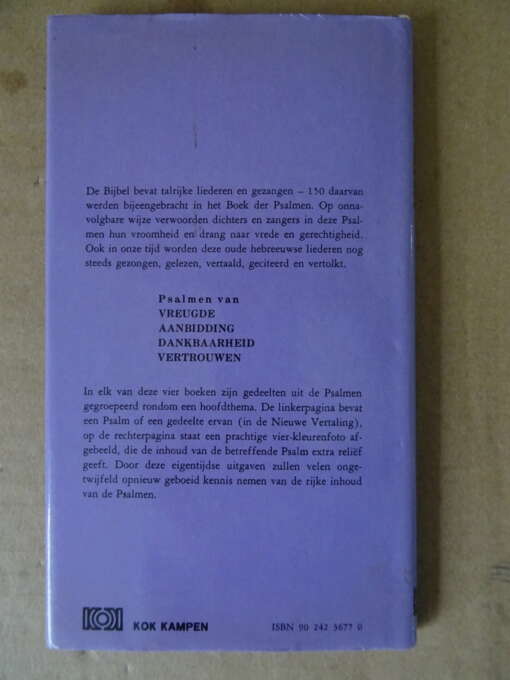 De Bijbel bevat talrijke liederen en gezangen – 150 daarvan
werden bijeengebracht in het Boek der Psalmen. Op onna-
volgbare wijze verwoorden dichters en zangers in deze Psal-
men hun vroomheid en drang naar vrede en gerechtigheid.
Ook in onze tijd worden deze oude hebreeuwse liederen nog
steeds gezongen, gelezen, vertaald, geciteerd en vertolkt.
Psalmen van
VREUGDE
AANBIDDING
DANKBAARHEID
VERTROUWEN
In elk van deze vier boeken zijn gedeelten uit de Psalmen
gegroepeerd rondom een hoofdthema. De linkerpagina bevat
een Psalm of een gedeelte ervan (in de Nieuwe Vertaling),
op de rechterpagina staat een prachtige vier-kleurenfoto af-
gebeeld, die de inhoud van de betreffende Psalm extra reliëf
geeft. Door deze eigentijdse uitgaven zullen velen onge-
twijfeld opnieuw geboeid kennis nemen van de rijke inhoud
van de Psalmen.
KOK KOK KAMPEN
ISBN 90 242 5677 0